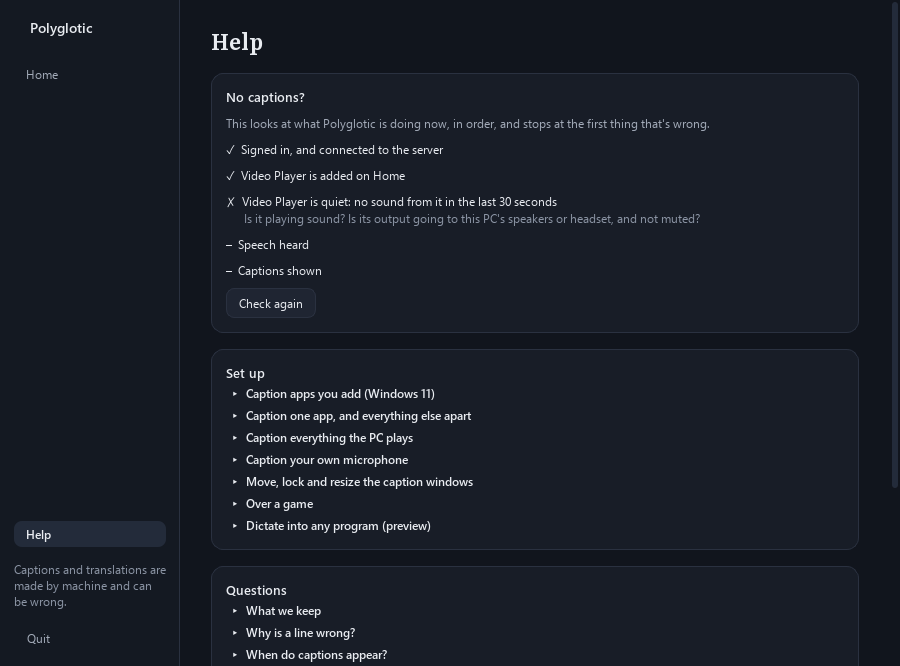 Polyglotic
Home
Help
Captions and translations are
made by machine and can
be wrong.
Quit
Help
No captions?
This looks at what Polyglotic is doing now, in order, and stops at the first thing that's wrong.
✓ Signed in, and connected to the server
✓ Video Player is added on Home
✗ Video Player is quiet: no sound from it in the last 30 seconds
Is it playing sound? Is its output going to this PC's speakers or headset, and not muted?
– Speech heard
– Captions shown
Check again
Set up
‣ Caption apps you add (Windows 11)
‣ Caption one app, and everything else apart
‣ Caption everything the PC plays
‣ Caption your own microphone
‣ Move, lock and resize the caption windows
‣ Over a game
‣ Dictate into any program (preview)
Questions
‣ What we keep
‣ Why is a line wrong?
‣ When do captions appear?